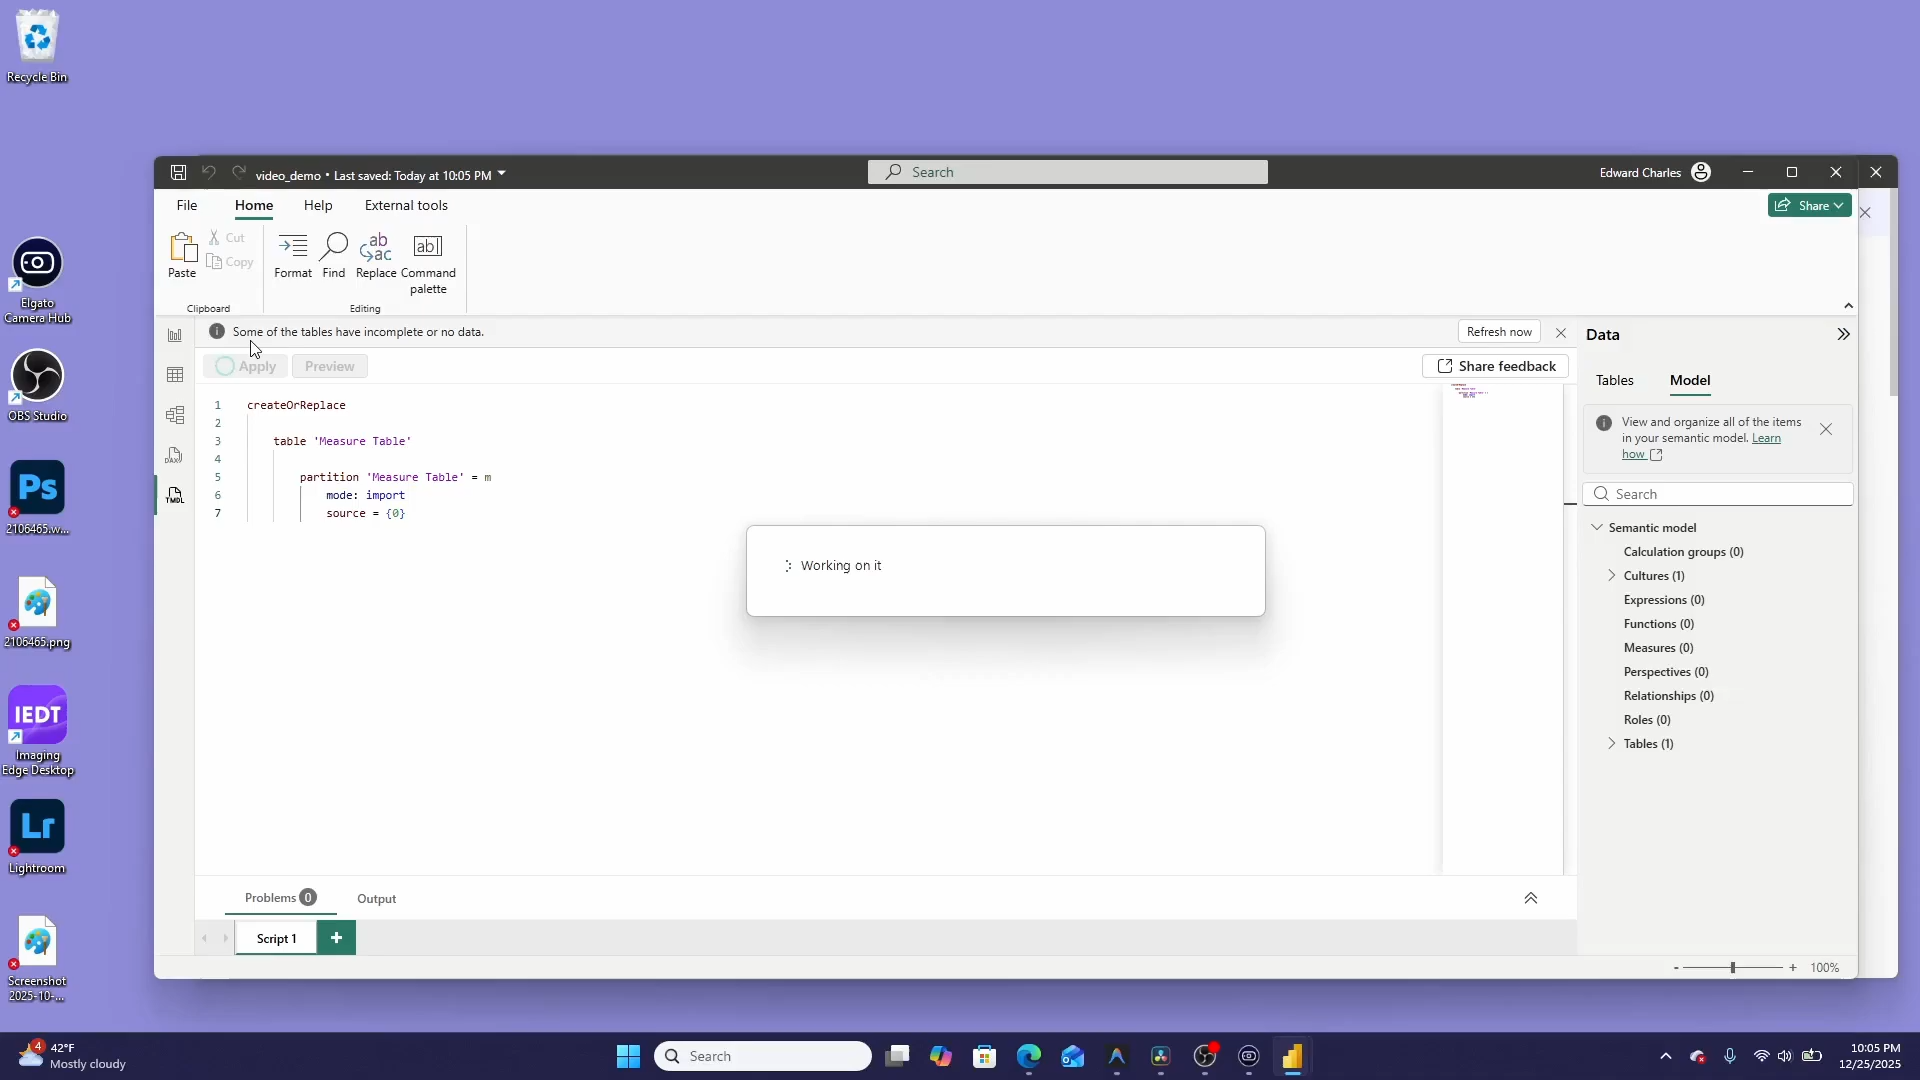 Recycle Bin
Elgato
Camera Hub
OBS Studio
Ps
2106465.w...
2106465.png
IEDT
Imaging
Edge Desktop
Lr
Lightroom
Screenshot
2025-10-...
video_demo • Last saved: Today at 10:05 PM
Search
Edward Charles
File
Home
Help
External tools
Share
Paste
Cut
Copy
Clipboard
Format
Find
Replace
Command
palette
Editing
Some of the tables have incomplete or no data.
Refresh now
Apply
Preview
Share feedback
DAX
TMDL
1 createOrReplace
2
3 table 'Measure Table'
4
5 partition 'Measure Table' = m
6 mode: import
7 source = {0}
Working on it
Problems 0
Output
Script 1
+
Data
Tables
Model
View and organize all of the items
in your semantic model. Learn
how
Search
Semantic model
Calculation groups (0)
Cultures (1)
Expressions (0)
Functions (0)
Measures (0)
Perspectives (0)
Relationships (0)
Roles (0)
Tables (1)
- + 100%
4
42°F
Mostly cloudy
Search
10:05 PM
12/25/2025